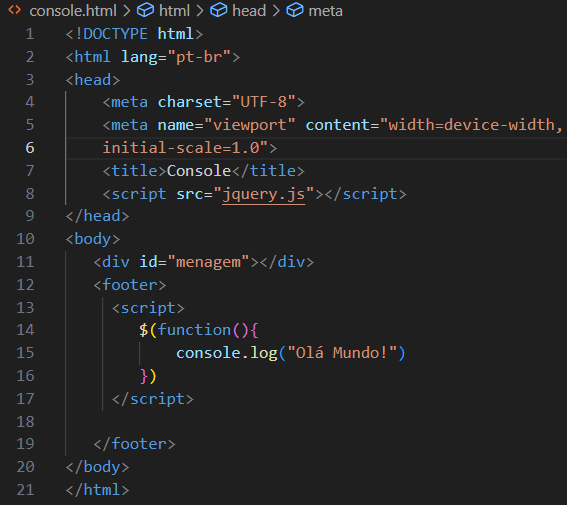 console.html > html > head > meta
1 <!DOCTYPE html>
2 <html lang="pt-br">
3 <head>
4 <meta charset="UTF-8">
5 <meta name="viewport" content="width=device-width,
6 initial-scale=1.0">
7 <title>Console</title>
8 <script src="jquery.js"></script>
9 </head>
10 <body>
11 <div id="menagem"></div>
12 <footer>
13 <script>
14 $(function(){
15 console.log("Olá Mundo!")
16 })
17 </script>
18
19 </footer>
20 </body>
21 </html>